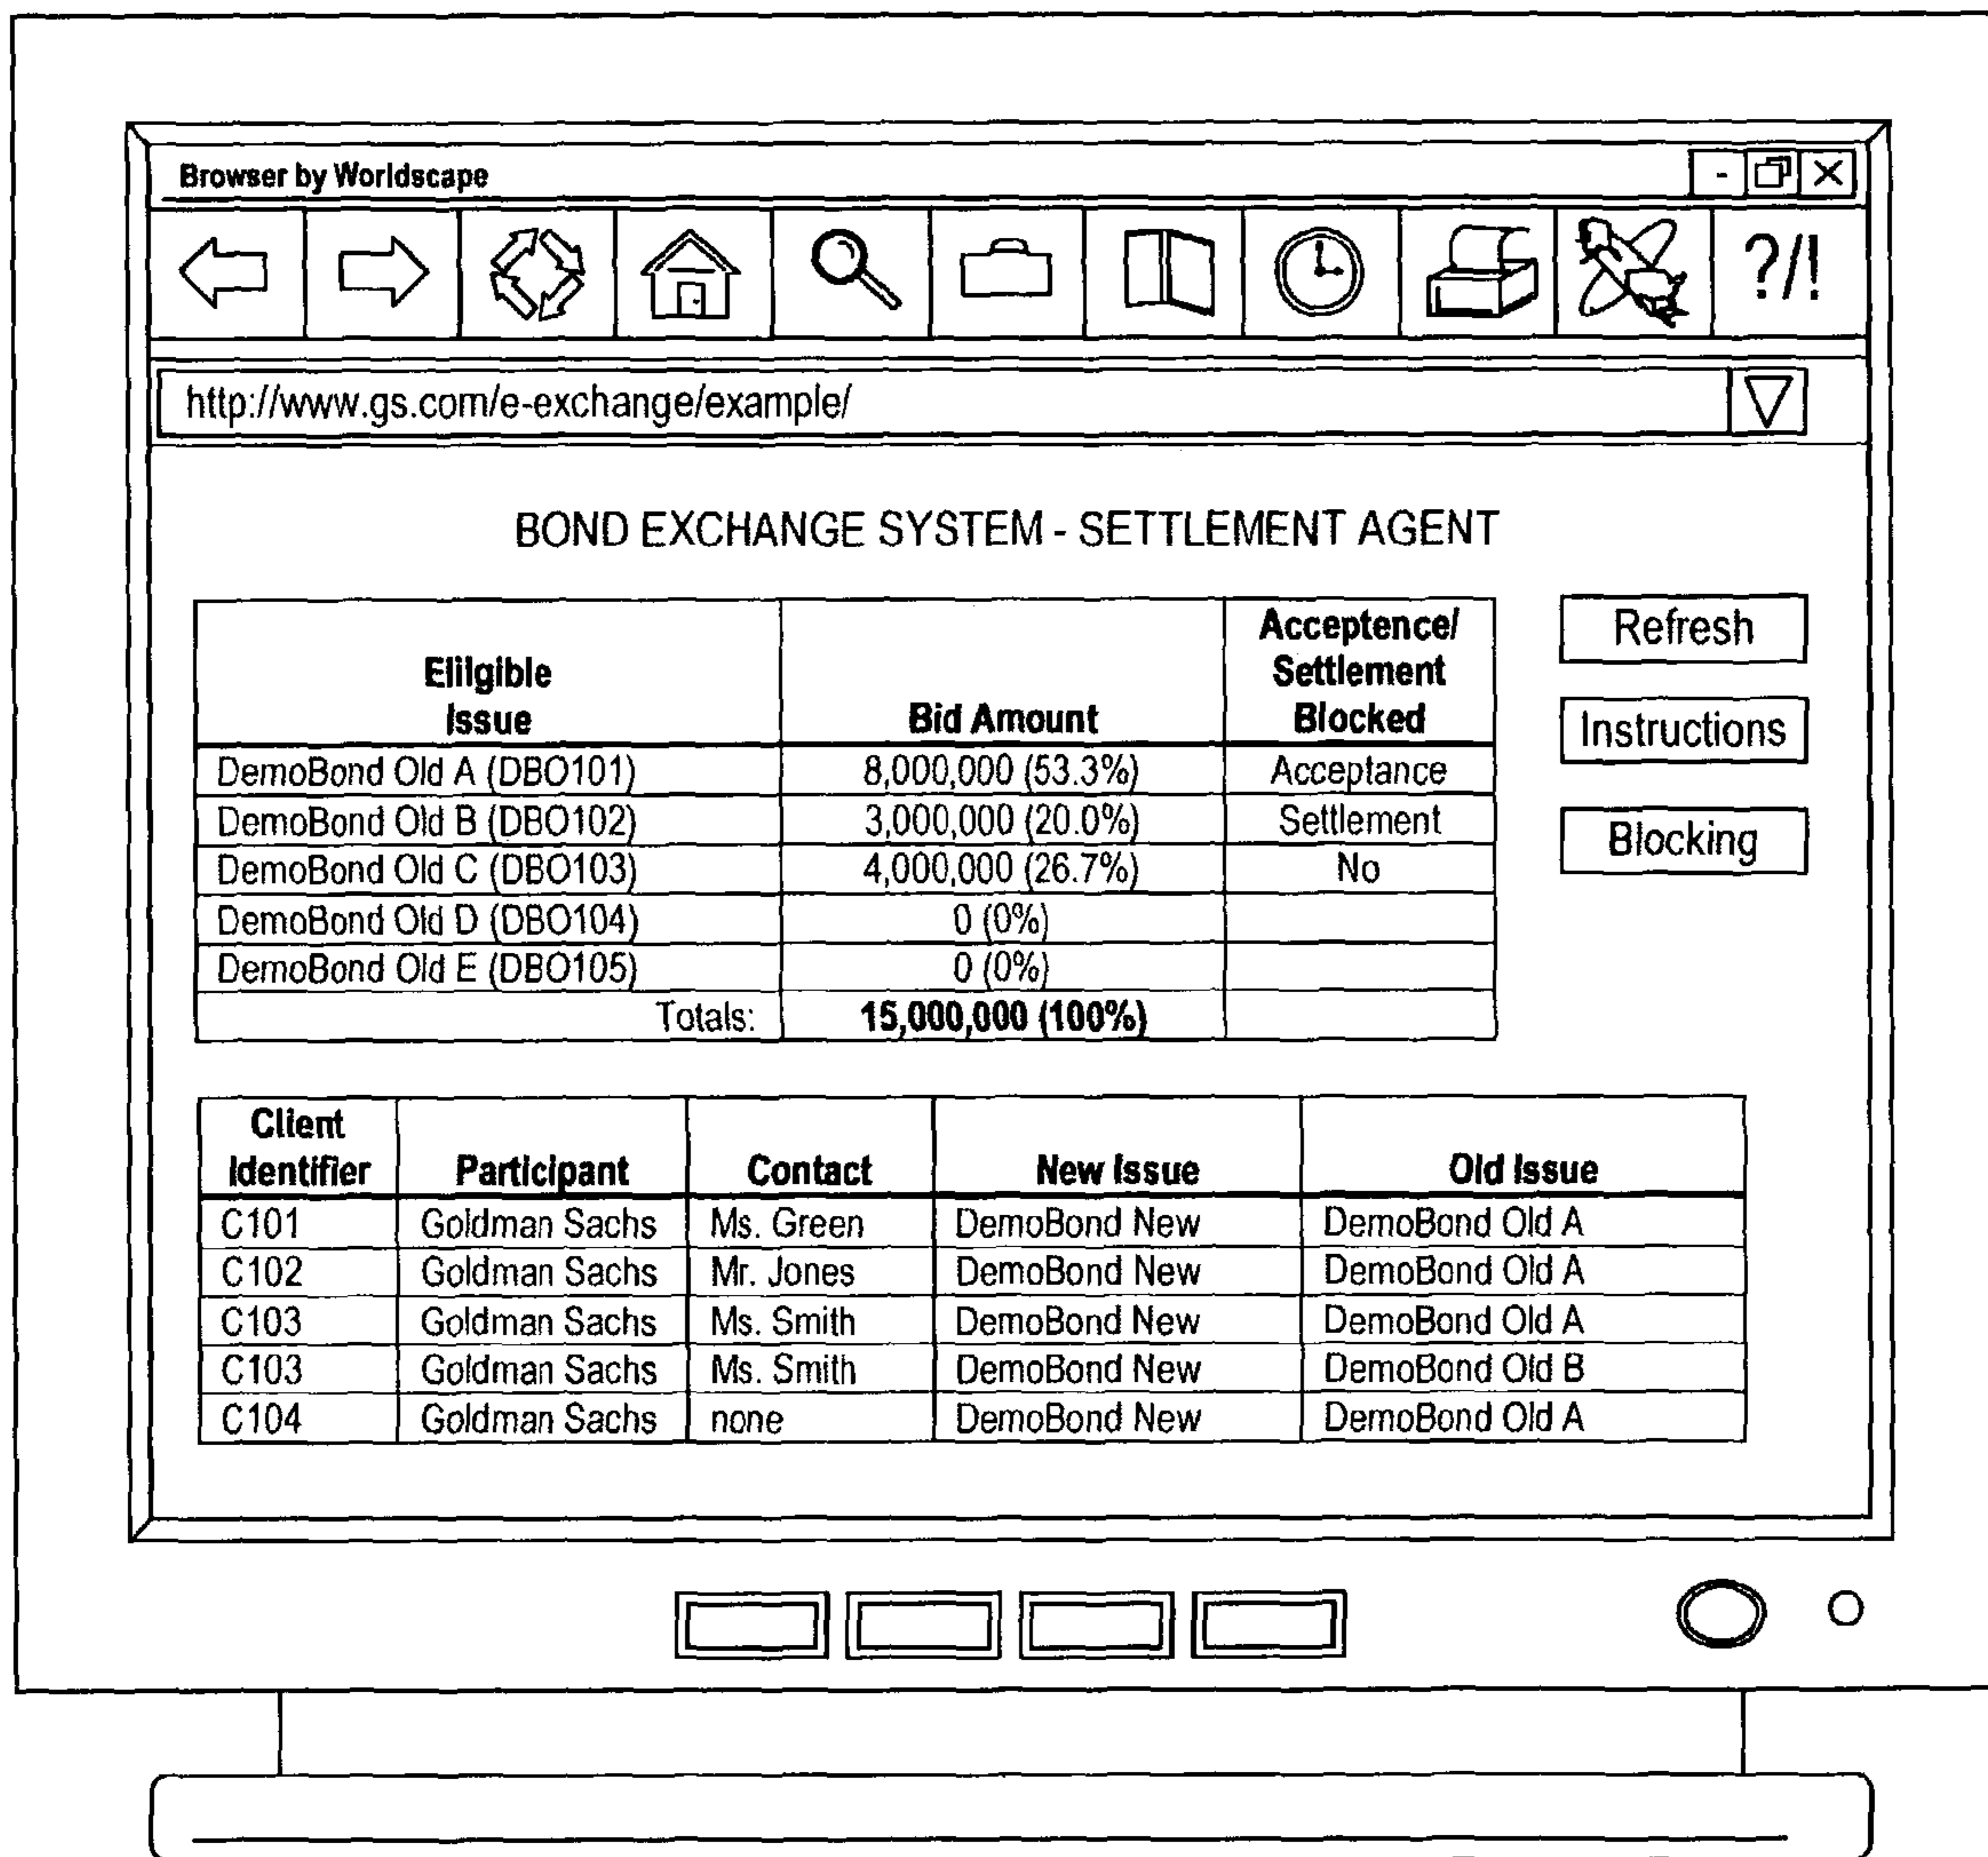 Browser by Worldscape
?/!
http://www.gs.com/e-exchange/example/
BOND EXCHANGE SYSTEM - SETTLEMENT AGENT
Elilgible Issue Bid Amount Acceptence/ Settlement Blocked
DemoBond Old A (DBO101) 8,000,000 (53.3%) Acceptance
DemoBond Old B (DBO102) 3,000,000 (20.0%) Settlement
DemoBond Old C (DBO103) 4,000,000 (26.7%) No
DemoBond Old D (DBO104) 0 (0%)
DemoBond Old E (DBO105) 0 (0%)
Totals: 15,000,000 (100%)
Refresh
Instructions
Blocking
Client Identifier Participant Contact New Issue Old Issue
C101 Goldman Sachs Ms. Green DemoBond New DemoBond Old A
C102 Goldman Sachs Mr. Jones DemoBond New DemoBond Old A
C103 Goldman Sachs Ms. Smith DemoBond New DemoBond Old A
C103 Goldman Sachs Ms. Smith DemoBond New DemoBond Old B
C104 Goldman Sachs none DemoBond New DemoBond Old A